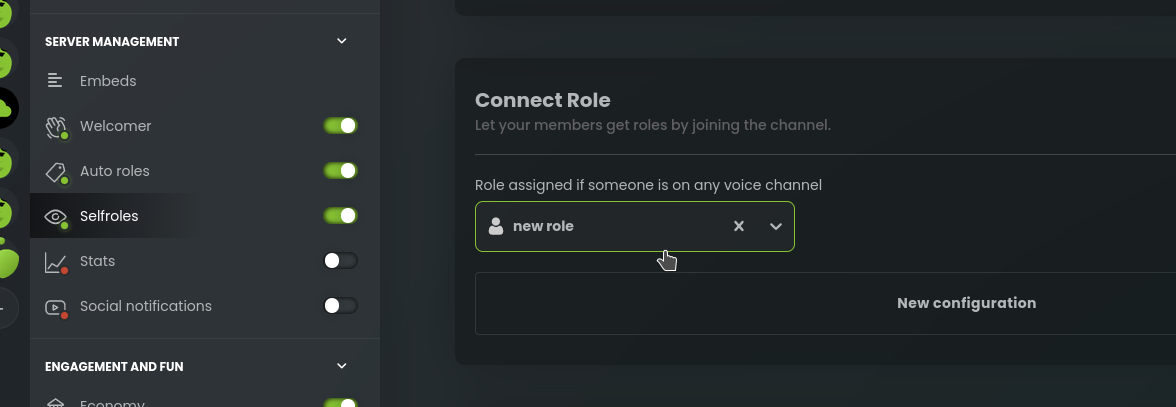 SERVER MANAGEMENT
Embeds
Welcomer
Auto roles
Selfroles
Stats
Social notifications
ENGAGEMENT AND FUN
Economy
Connect Role
Let your members get roles by joining the channel.
Role assigned if someone is on any voice channel
new role
New configuration